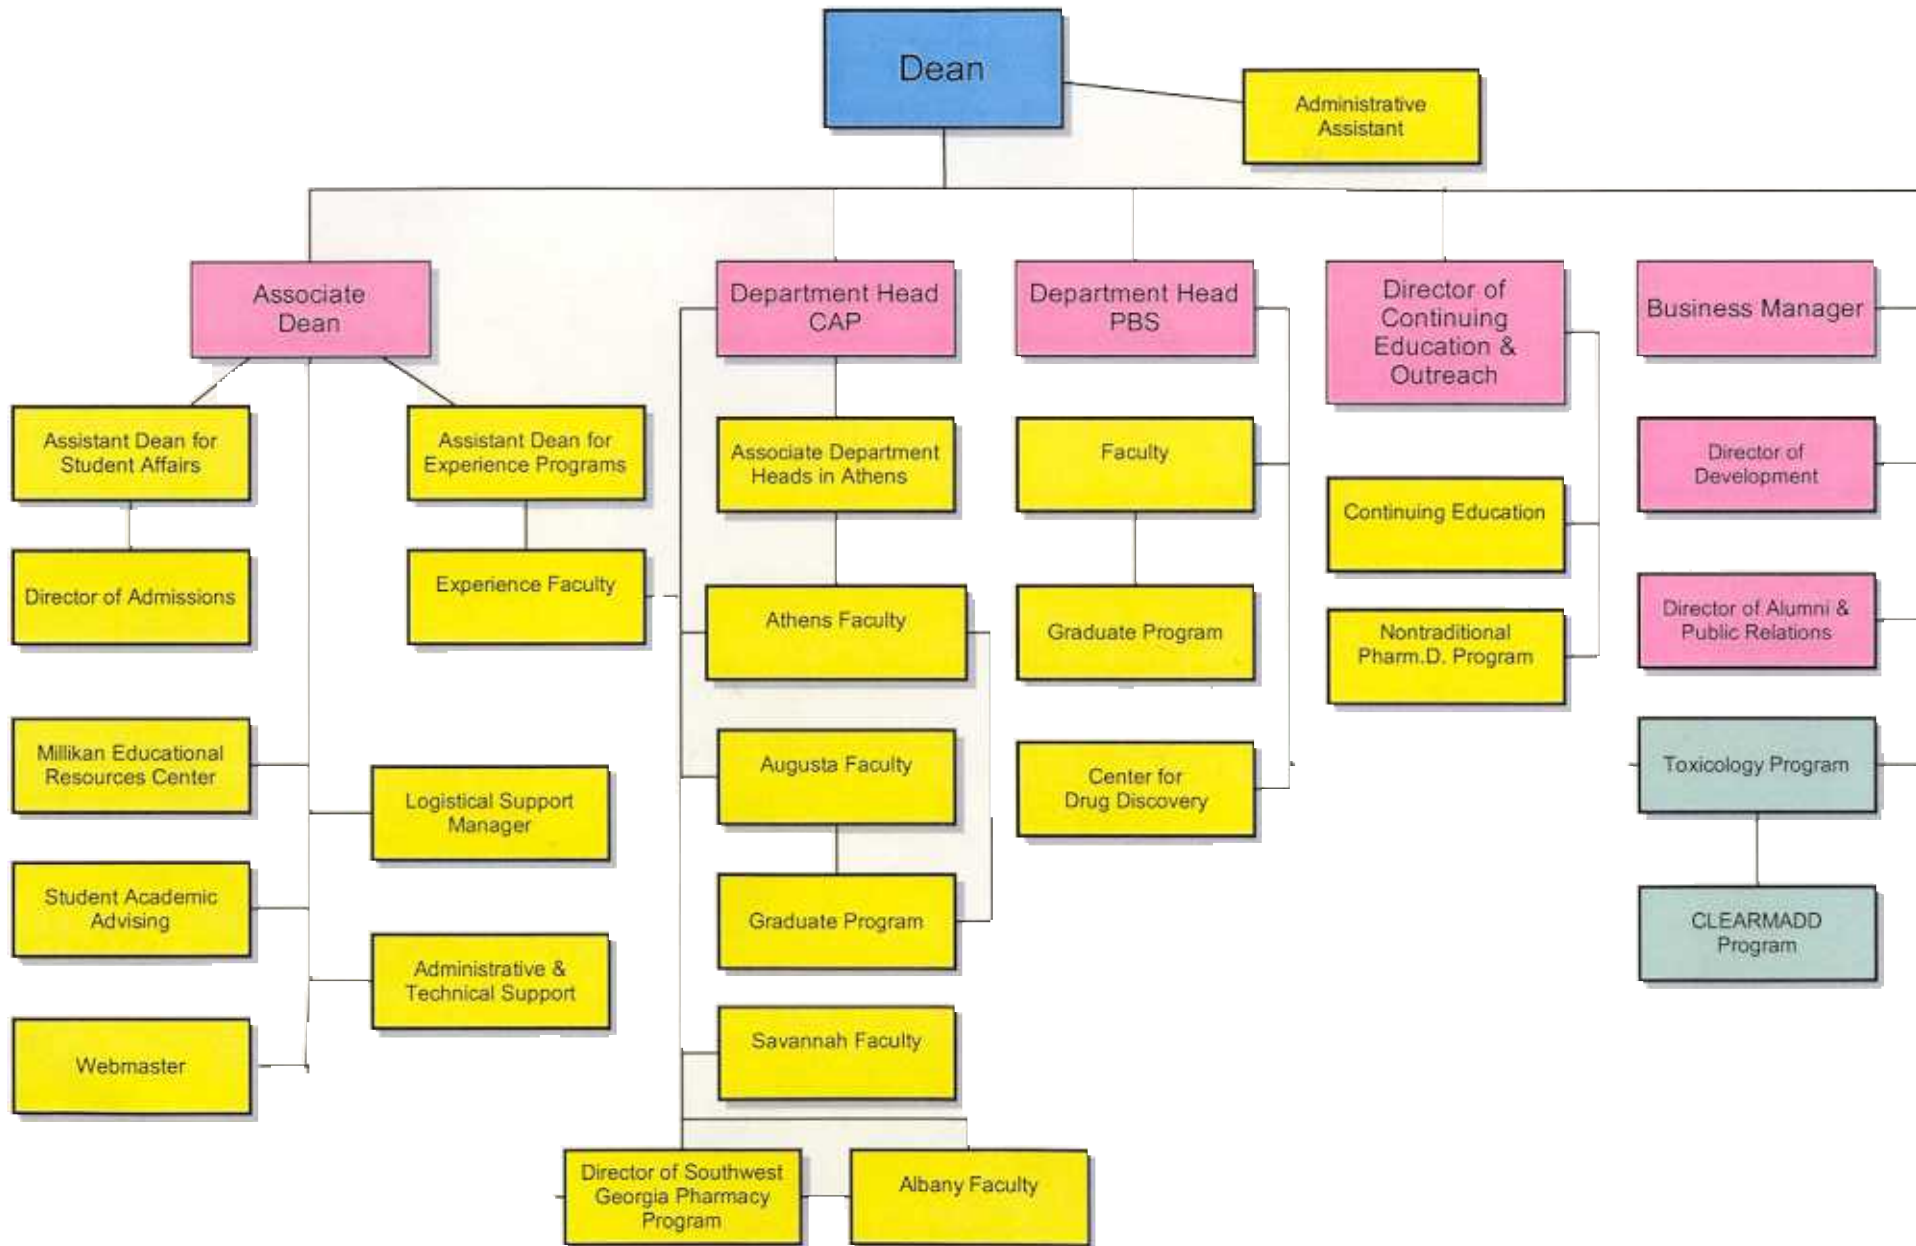 Dean
Administrative
Assistant
Associate
Dean
Department Head
CAP
Department Head
PBS
Director of
Continuing
Education &
Outreach
Business Manager
Assistant Dean for
Student Affairs
Assistant Dean for
Experience Programs
Associate Department
Heads in Athens
Faculty
Continuing Education
Director of
Development
Director of Admissions
Experience Faculty
Athens Faculty
Graduate Program
Nontraditional
Pharm.D. Program
Director of Alumni &
Public Relations
Millikan Educational
Resources Center
Logistical Support
Manager
Augusta Faculty
Center for
Drug Discovery
Toxicology Program
Student Academic
Advising
Administrative &
Technical Support
Graduate Program
CLEARMADD
Program
Webmaster
Savannah Faculty
Director of Southwest
Georgia Pharmacy
Program
Albany Faculty